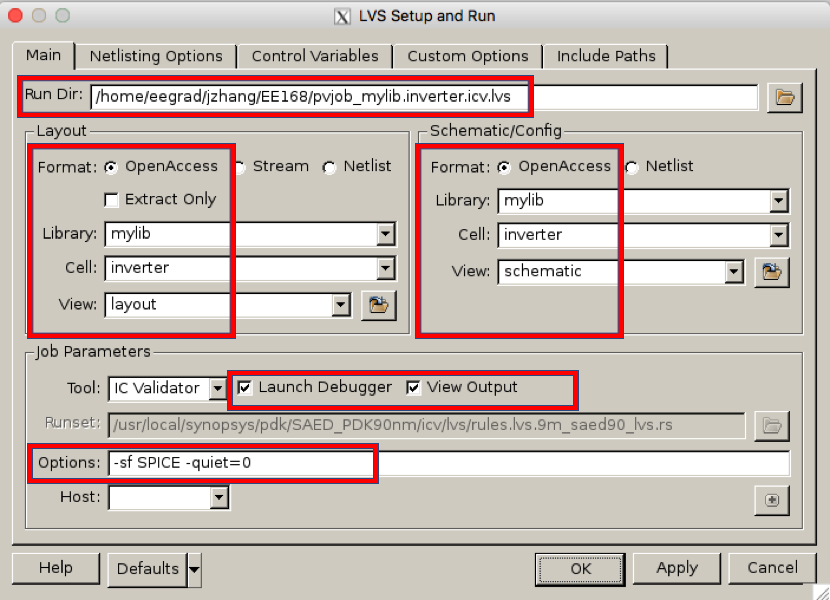 LVS Setup and Run
Main Netlisting Options Control Variables Custom Options Include Paths
Run Dir: /home/eegrad/jzhang/EE168/pvjob_mylib.inverter.icv.lvs
Layout
Format: OpenAccess Stream Netlist
Extract Only
Library: mylib
Cell: inverter
View: layout
Schematic/Config
Format: OpenAccess Netlist
Library: mylib
Cell: inverter
View: schematic
Job Parameters
Tool: IC Validator Launch Debugger View Output
Runset: /usr/local/synopsys/pdk/SAED_PDK90nm/icv/lvs/rules.lvs.9m_saed90_lvs.rs
Options: -sf SPICE -quiet=0
Host:
Help Defaults OK Apply Cancel